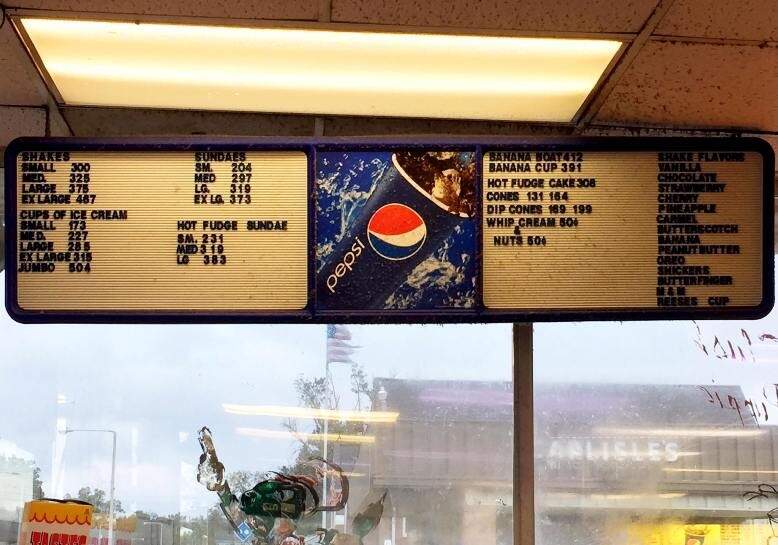 SHAKES
SMALL 300
MED. 325
LARGE 375
EX LARGE 467
CUPS OF ICE CREAM
SMALL 173
MED 227
LARGE 285
EX LARGE 315
JUMBO 504
SUNDAES
SM. 204
MED 297
LG. 319
EX LG. 373
HOT FUDGE SUNDAE
SM. 231
MED 319
LG 383
pepsi
BANANA BOAT 412
BANANA CUP 391
HOT FUDGE CAKE 308
CONES 131 164
DIP CONES 169 199
WHIP CREAM 50¢
&
NUTS 50¢
SHAKE FLAVORS
VANILLA
CHOCOLATE
STRAWBERRY
CHERRY
PINEAPPLE
CARMEL
BUTTERSCOTCH
BANANA
PEANUTBUTTER
OREO
SNICKERS
BUTTERFINGER
M & M
REESES CUP